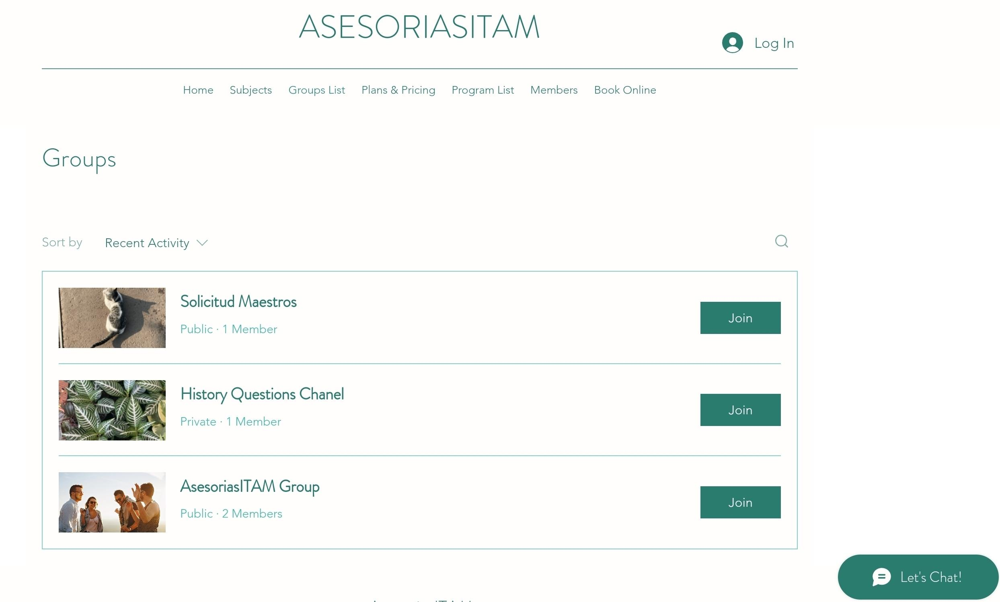 ASESORIASITAM
Log In
Home Subjects Groups List Plans & Pricing Program List Members Book Online
Groups
Sort by Recent Activity
Solicitud Maestros
Public · 1 Member
Join
History Questions Chanel
Private · 1 Member
Join
AsesoriasITAM Group
Public · 2 Members
Join
Let's Chat!